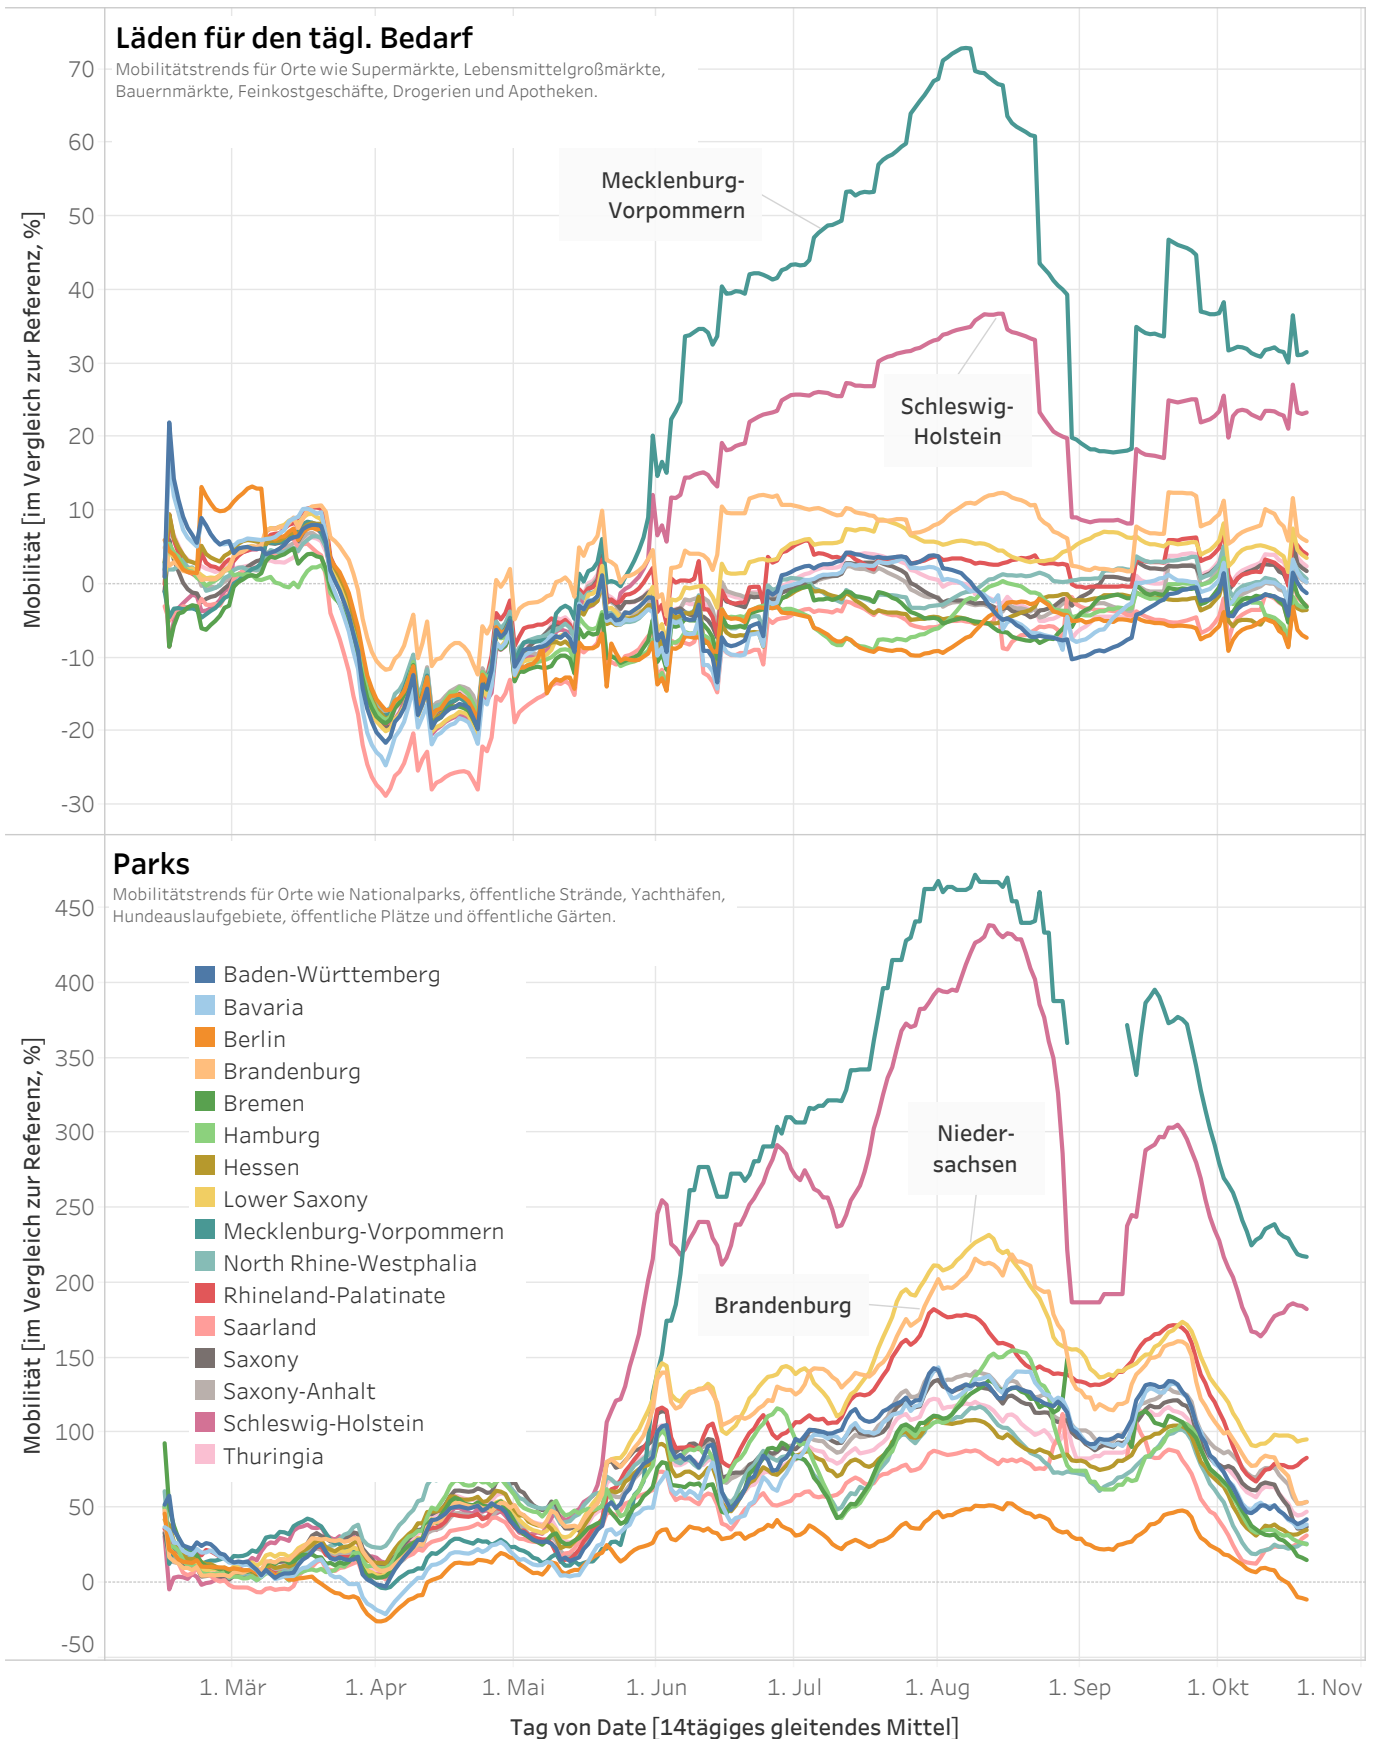 Läden für den tägl. Bedarf
Mobilitätstrends für Orte wie Supermärkte, Lebensmittelgroßmärkte,
Bauernmärkte, Feinkostgeschäfte, Drogerien und Apotheken.
70
60
50
40
30
20
10
0
-10
-20
-30
Mobilität [im Vergleich zur Referenz, %]
Mecklenburg-
Vorpommern
Schleswig-
Holstein
Parks
Mobilitätstrends für Orte wie Nationalparks, öffentliche Strände, Yachthäfen,
Hundeauslaufgebiete, öffentliche Plätze und öffentliche Gärten.
450
400
350
300
250
200
150
100
50
0
-50
Mobilität [im Vergleich zur Referenz, %]
Baden-Württemberg
Bavaria
Berlin
Brandenburg
Bremen
Hamburg
Hessen
Lower Saxony
Mecklenburg-Vorpommern
North Rhine-Westphalia
Rhineland-Palatinate
Saarland
Saxony
Saxony-Anhalt
Schleswig-Holstein
Thuringia
Nieder-
sachsen
Brandenburg
1. Mär
1. Apr
1. Mai
1. Jun
1. Jul
1. Aug
1. Sep
1. Okt
1. Nov
Tag von Date [14tägiges gleitendes Mittel]